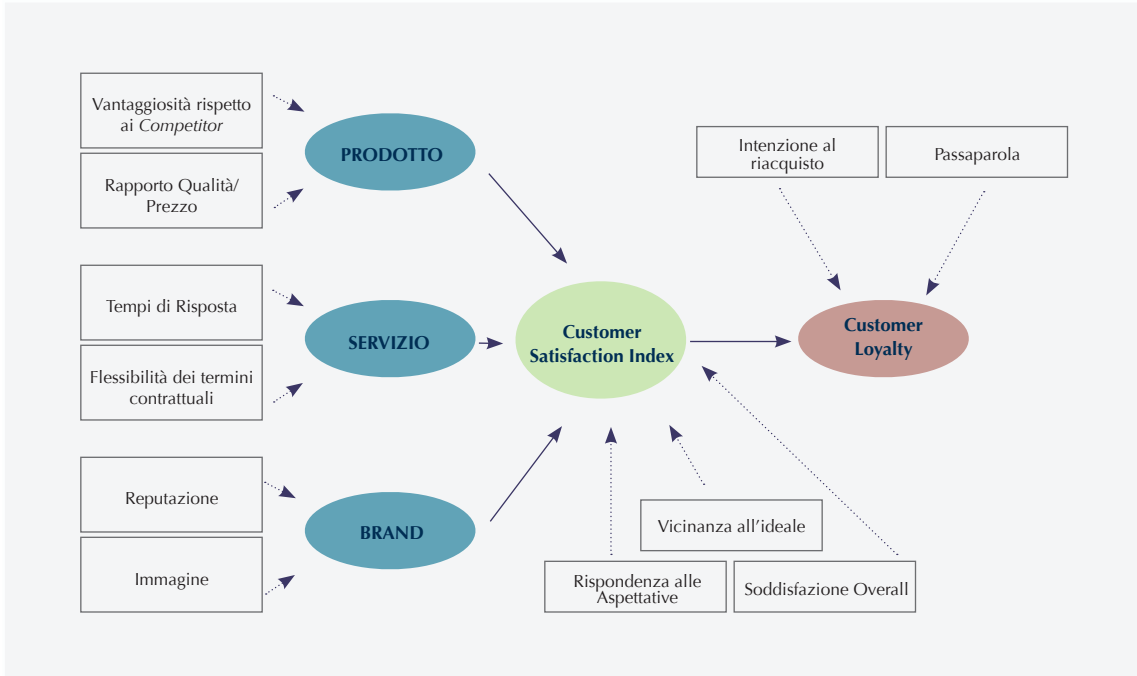 Vantaggiosità rispetto
ai Competitor
PRODOTTO
Rapporto Qualità/
Prezzo
Tempi di Risposta
SERVIZIO
Flessibilità dei termini
contrattuali
Reputazione
BRAND
Immagine
Customer
Satisfaction Index
Vicinanza all’ideale
Rispondenza alle
Aspettative
Soddisfazione Overall
Intenzione al
riacquisto
Passaparola
Customer
Loyalty